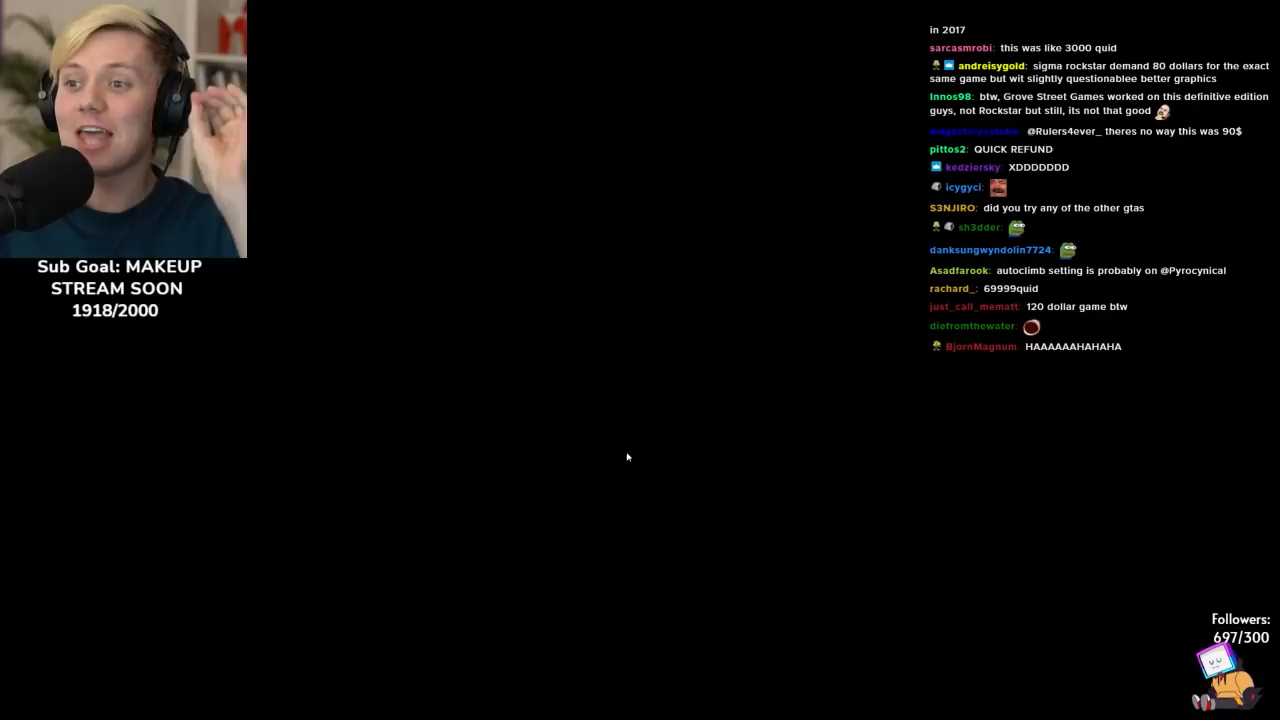 Sub Goal: MAKEUP
STREAM SOON
1918/2000
in 2017
sarcasmrobi: this was like 3000 quid
andreisygold: sigma rockstar demand 80 dollars for the exact
same game but wit slightly questionablee better graphics
Innos98: btw, Grove Street Games worked on this definitive edition
guys, not Rockstar but still, its not that good
@Rulers4ever_ theres no way this was 90$
pittos2: QUICK REFUND
kedziersky: XDDDDDDD
icygyci:
S3NJIRO: did you try any of the other gtas
sh3dder:
danksungwyndolin7724:
Asadfarook: autoclimb setting is probably on @Pyrocynical
rachard_: 69999quid
just_call_mematt: 120 dollar game btw
diefromthewater:
BjornMagnum: HAAAAAAHAHAHA
Followers:
697/300